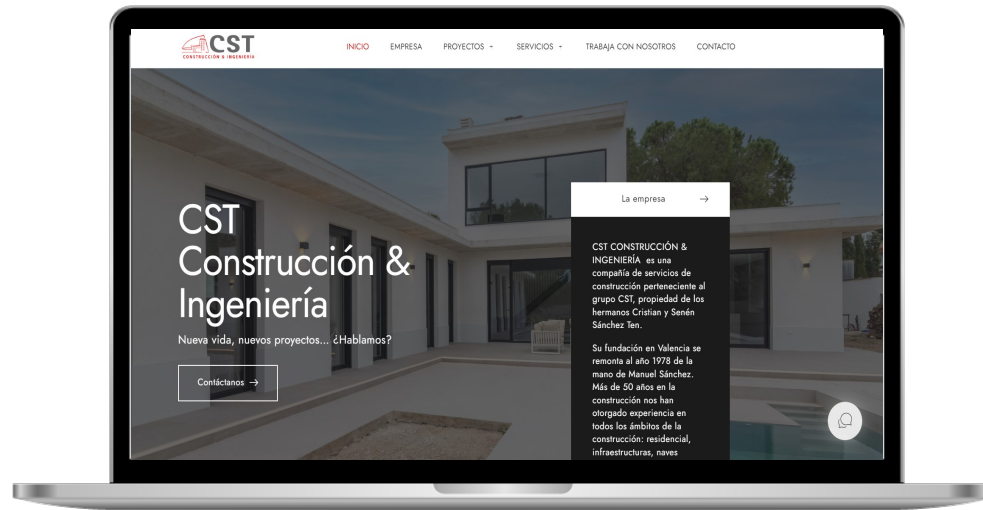 CST
CONSTRUCCIÓN & INGENIERÍA
INICIO
EMPRESA
PROYECTOS
SERVICIOS
TRABAJA CON NOSOTROS
CONTACTO
CST
Construcción &
Ingeniería
Nueva vida, nuevos proyectos... ¿Hablamos?
Contáctanos →
La empresa →
CST CONSTRUCCIÓN &
INGENIERÍA es una
compañía de servicios de
construcción perteneciente al
grupo CST, propiedad de los
hermanos Cristian y Senén
Sánchez Ten.
Su fundación en Valencia se
remonta al año 1978 de la
mano de Manuel Sánchez.
Más de 50 años en la
construcción nos han
otorgado experiencia en
todos los ámbitos de la
construcción: residencial,
infraestructuras, naves